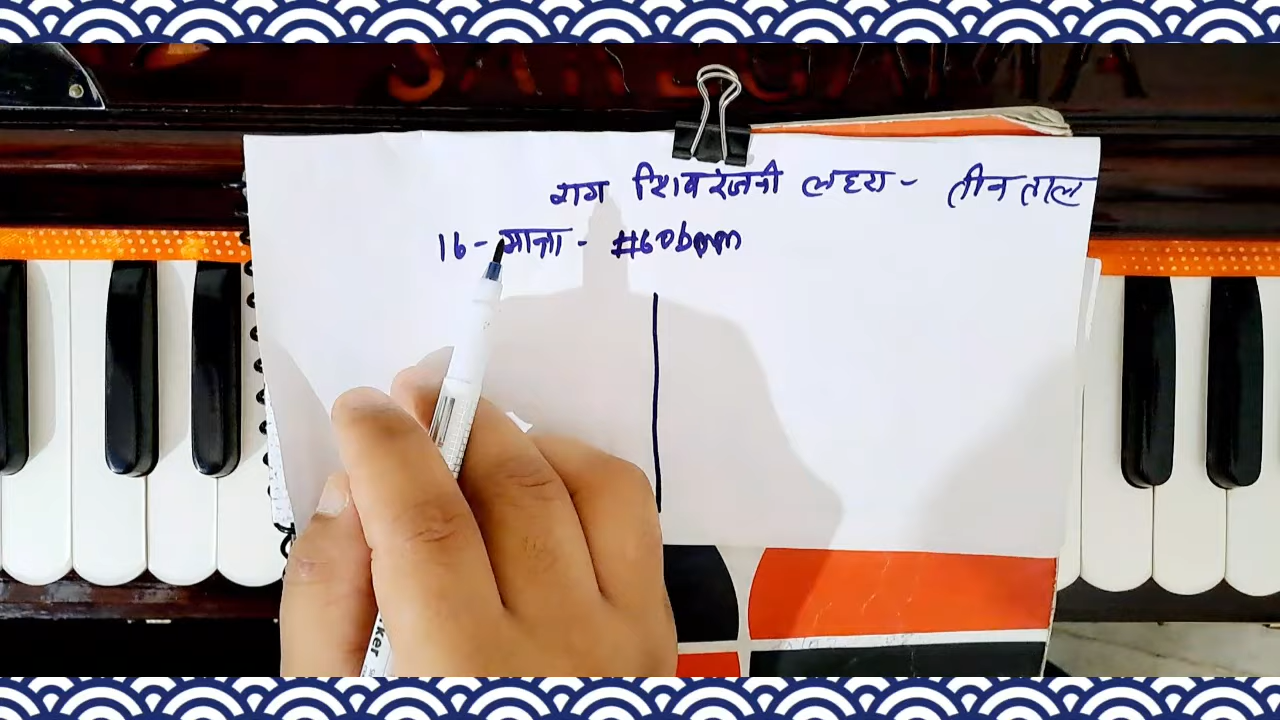 राग शिवरंजनी लहरा - तीन ताल
16 - मात्रा - #60bpm